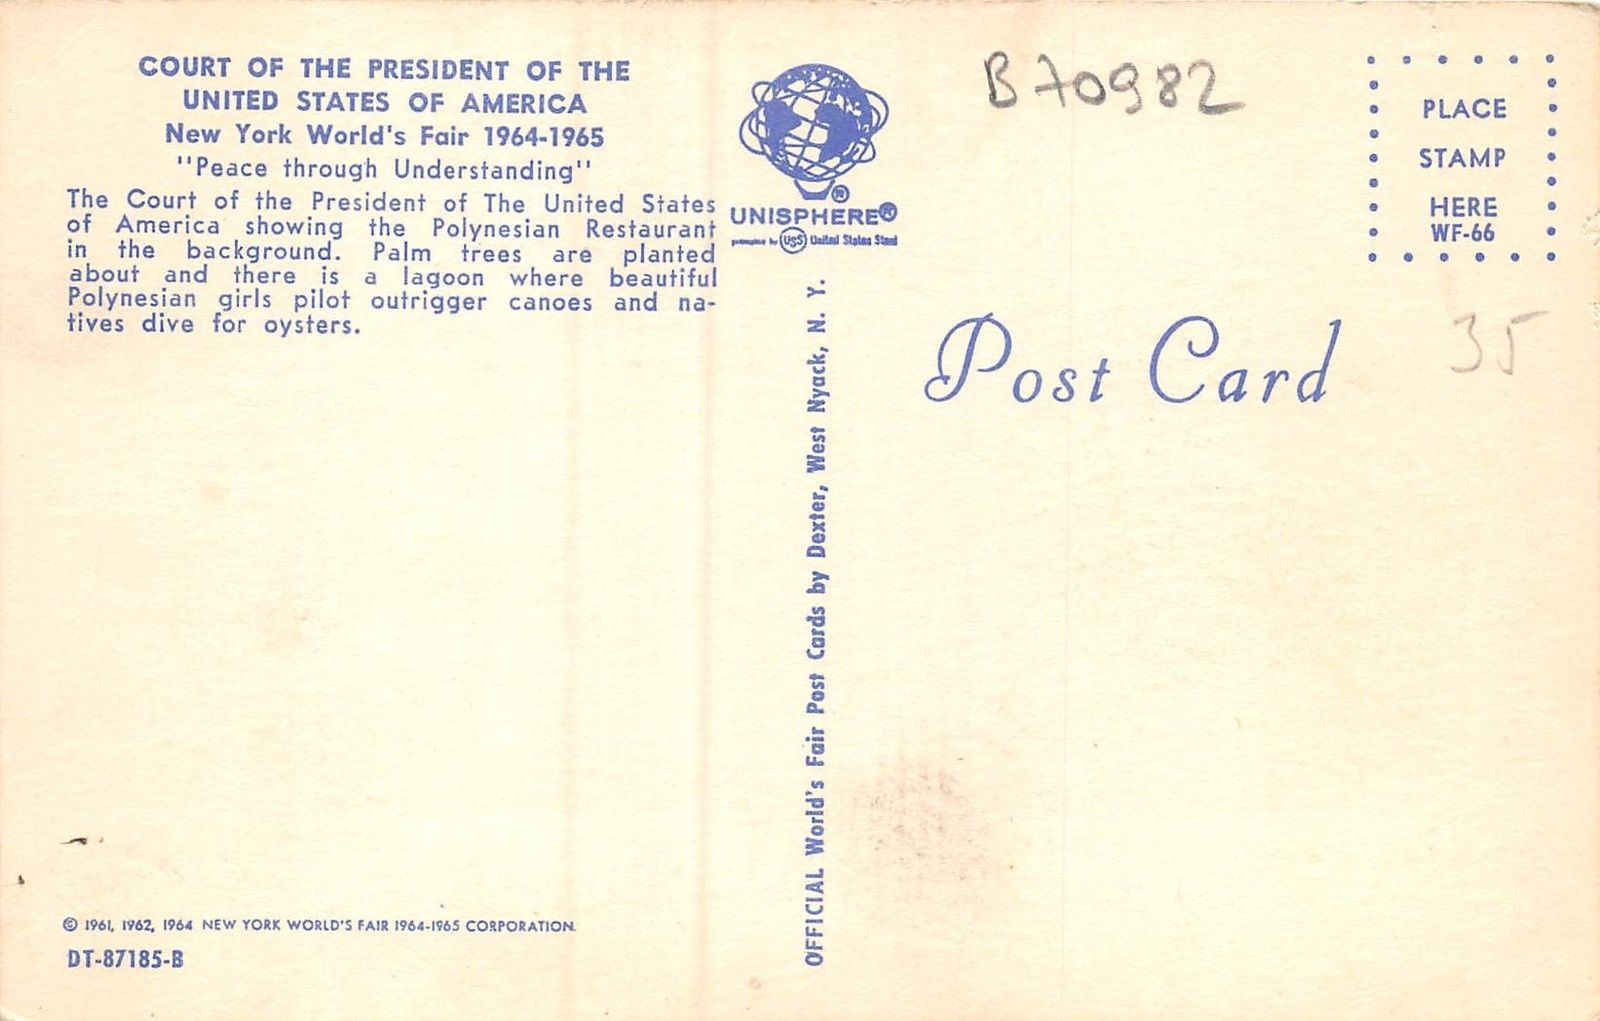 COURT OF THE PRESIDENT OF THE
UNITED STATES OF AMERICA
New York World's Fair 1964-1965
"Peace through Understanding"
The Court of the President of The United States
of America showing the Polynesian Restaurant
in the background. Palm trees are planted
about and there is a lagoon where beautiful
Polynesian girls pilot outrigger canoes and na-
tives dive for oysters.
© 1961, 1962, 1964 NEW YORK WORLD'S FAIR 1964-1965 CORPORATION.
DT-87185-B
®
UNISPHERE®
presented by USS United States Steel
OFFICIAL World's Fair Post Cards by Dexter, West Nyack, N. Y.
B70982
PLACE
STAMP
HERE
WF-66
Post Card
35